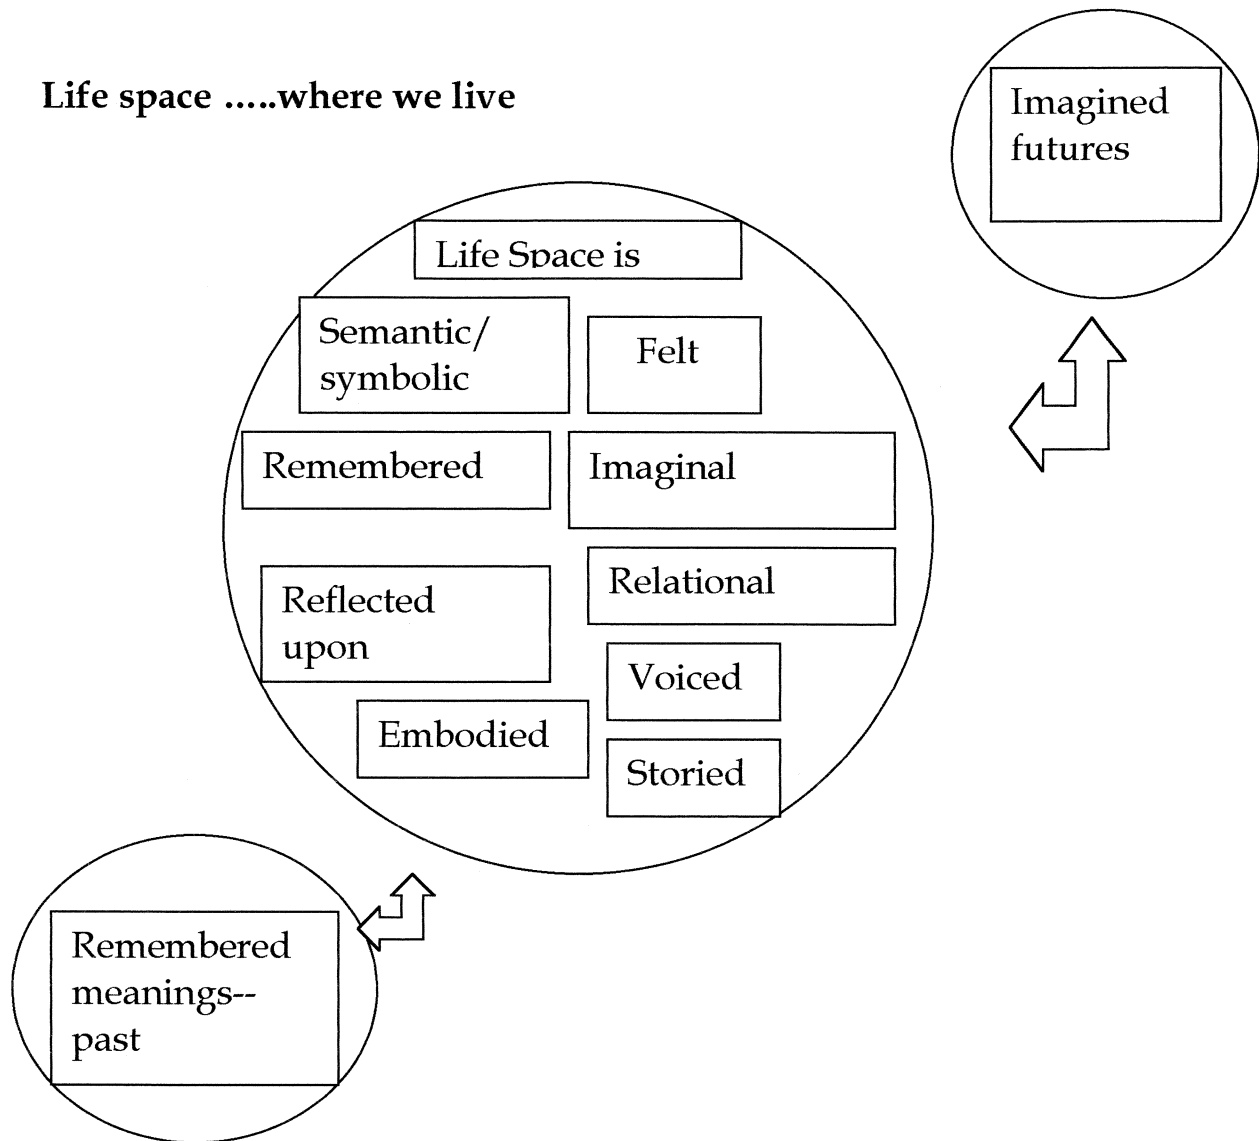 Life space .....where we live
Imagined
futures
Life Space is
Semantic/
symbolic
Felt
Remembered
Imaginal
Relational
Reflected
upon
Voiced
Embodied
Storied
Remembered
meanings--
past